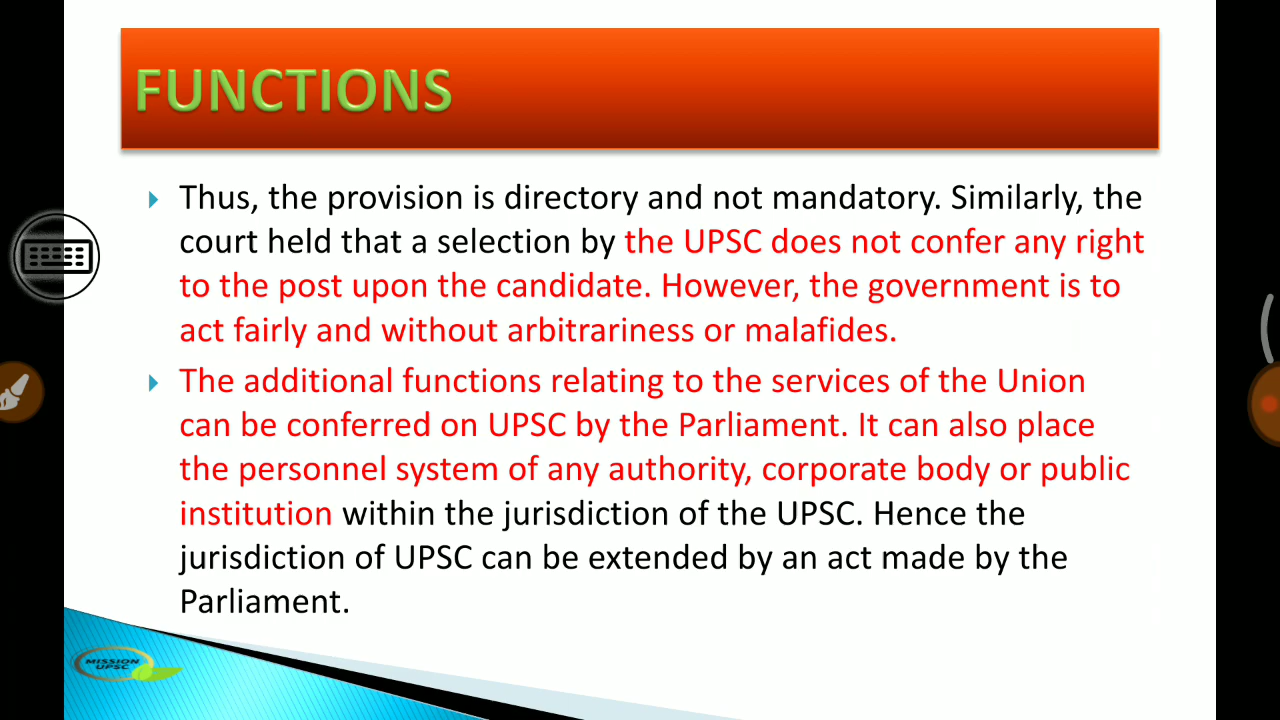 FUNCTIONS
Thus, the provision is directory and not mandatory. Similarly, the
court held that a selection by the UPSC does not confer any right
to the post upon the candidate. However, the government is to
act fairly and without arbitrariness or malafides.
The additional functions relating to the services of the Union
can be conferred on UPSC by the Parliament. It can also place
the personnel system of any authority, corporate body or public
institution within the jurisdiction of the UPSC. Hence the
jurisdiction of UPSC can be extended by an act made by the
Parliament.
MISSION
UPSC